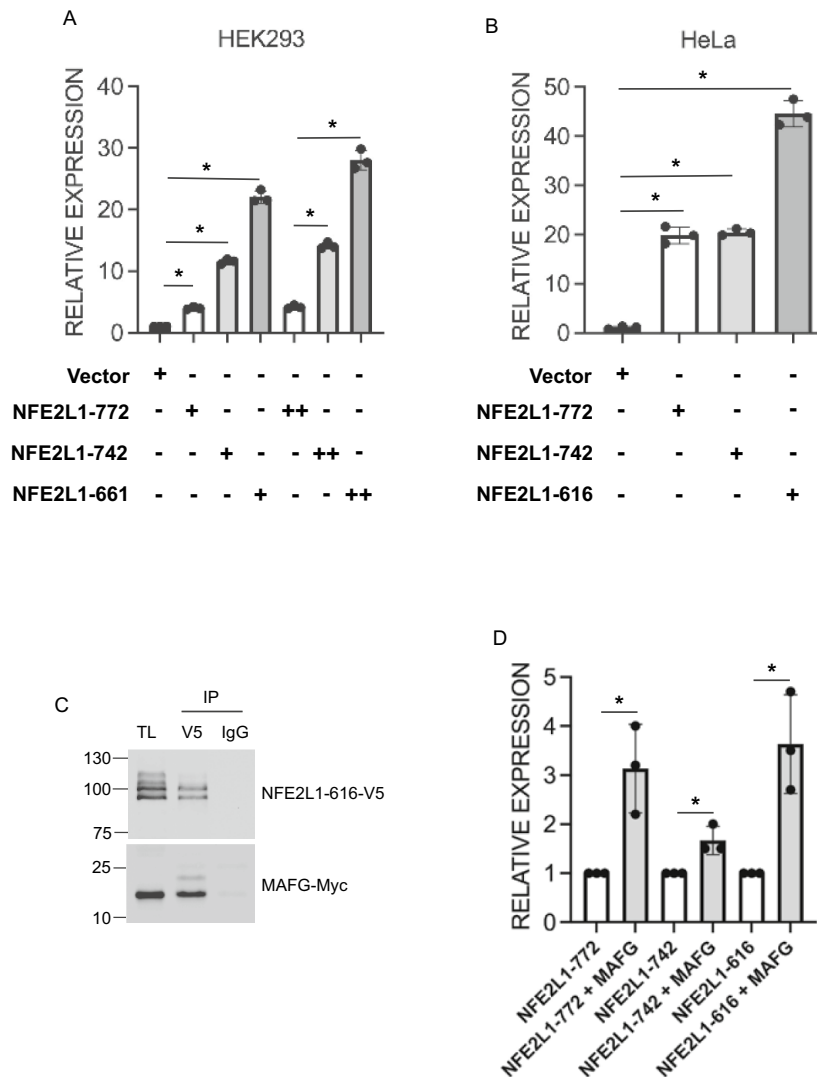 A
HEK293
RELATIVE EXPRESSION
40
30
20
10
0
* * * * *
Vector + - - - - - -
NFE2L1-772 - + - - ++ - -
NFE2L1-742 - - + - - ++ -
NFE2L1-661 - - - + - - ++
B
HeLa
RELATIVE EXPRESSION
50
40
30
20
10
0
* * *
Vector + - - -
NFE2L1-772 - + - -
NFE2L1-742 - - + -
NFE2L1-616 - - - +
C
IP
TL V5 IgG
130
100
75
NFE2L1-616-V5
25
10
MAFG-Myc
D
RELATIVE EXPRESSION
5
4
3
2
1
0
* * *
NFE2L1-772
NFE2L1-772 + MAFG
NFE2L1-742
NFE2L1-742 + MAFG
NFE2L1-616
NFE2L1-616 + MAFG